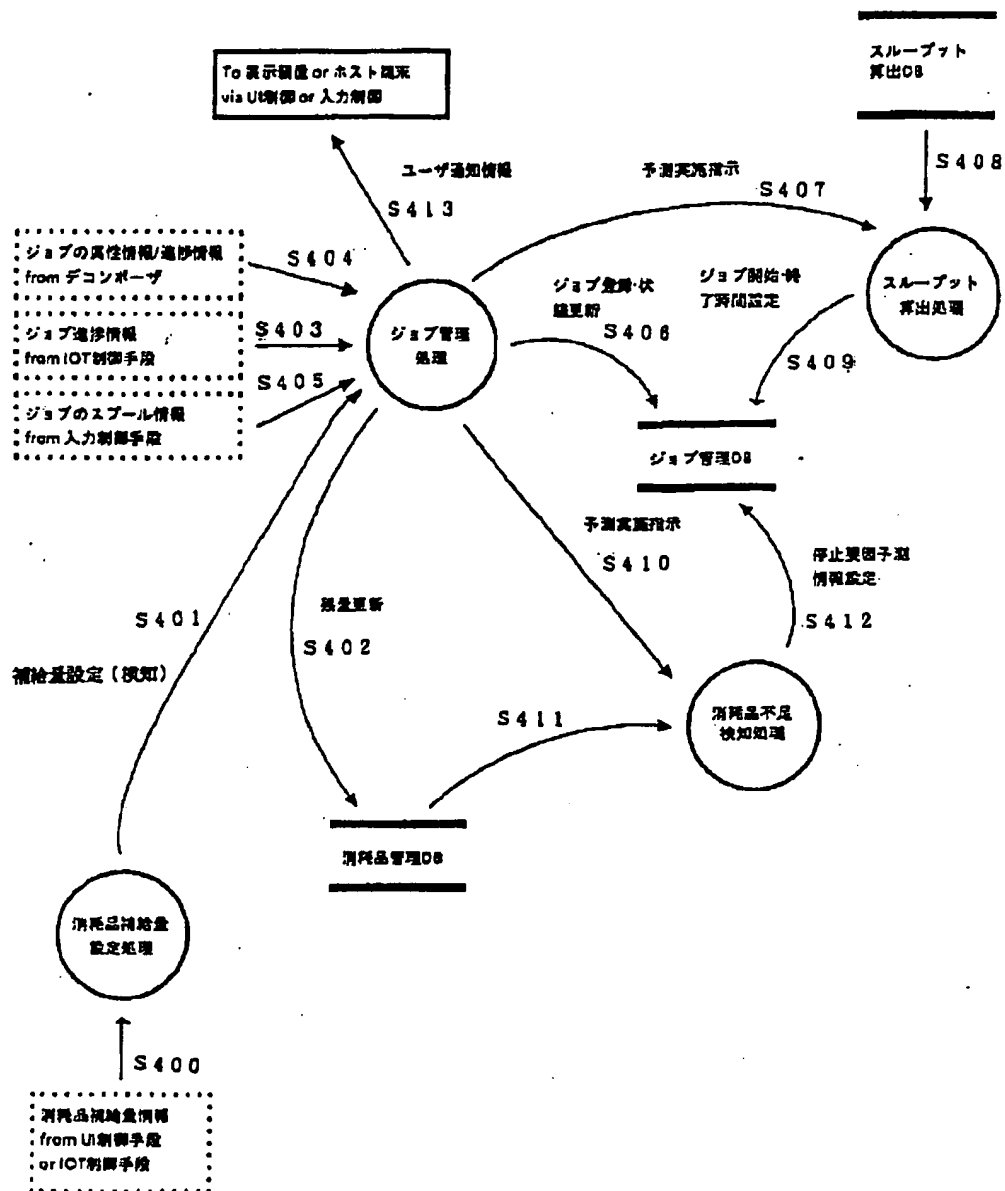 スループット
算出DB
To 表示装置 or ホスト端末
via UI制御 or 入力制御
S408
ユーザ通知情報
S413
予測実施指示
S407
ジョブの属性情報/進捗情報
from デコンポーザ
S404
ジョブ管理
処理
ジョブ登録・状
態更新
S406
ジョブ開始・終
了時間設定
S409
スループット
算出処理
ジョブ進捗情報
from IOT制御手段
S403
S405
ジョブのスプール情報
from 入力制御手段
ジョブ管理DB
予測実施指示
S410
停止要因予測
情報設定
S412
残量更新
S402
S401
補給量設定(検知)
S411
消耗品不足
検知処理
消耗品管理DB
消耗品補給量
設定処理
S400
消耗品補給量情報
from UI制御手段
or IOT制御手段